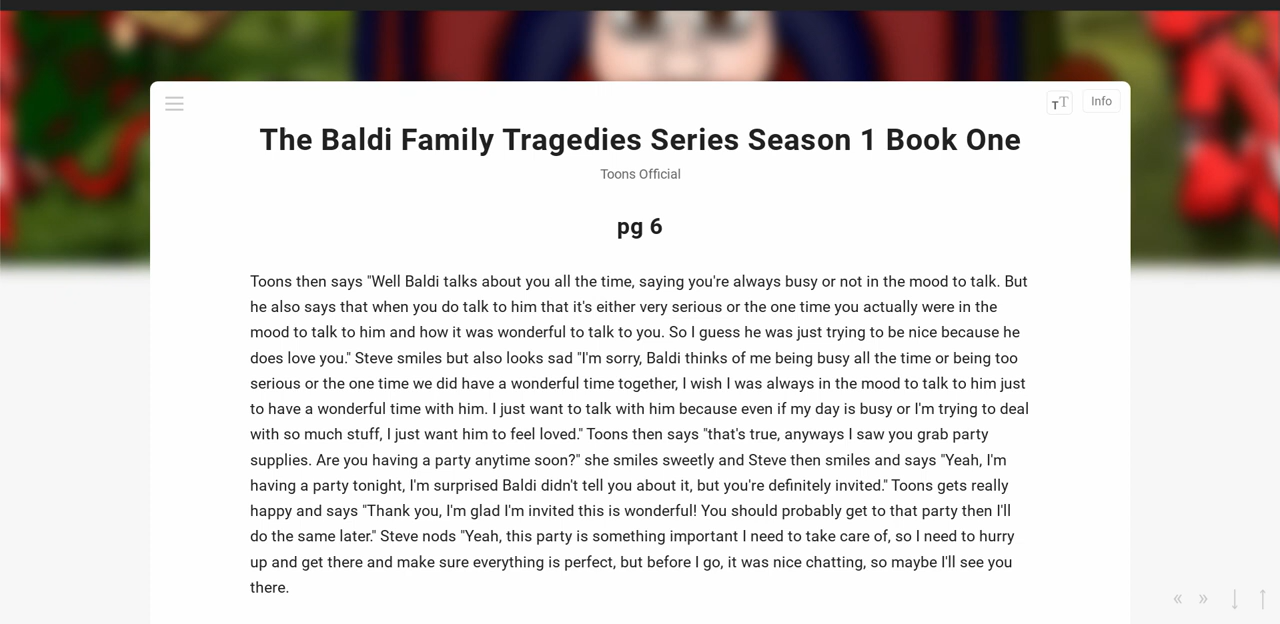 TT
Info
The Baldi Family Tragedies Series Season 1 Book One
Toons Official
pg 6
Toons then says "Well Baldi talks about you all the time, saying you're always busy or not in the mood to talk. But
he also says that when you do talk to him that it's either very serious or the one time you actually were in the
mood to talk to him and how it was wonderful to talk to you. So I guess he was just trying to be nice because he
does love you." Steve smiles but also looks sad "I'm sorry, Baldi thinks of me being busy all the time or being too
serious or the one time we did have a wonderful time together, I wish I was always in the mood to talk to him just
to have a wonderful time with him. I just want to talk with him because even if my day is busy or I'm trying to deal
with so much stuff, I just want him to feel loved." Toons then says "that's true, anyways I saw you grab party
supplies. Are you having a party anytime soon?" she smiles sweetly and Steve then smiles and says "Yeah, I'm
having a party tonight, I'm surprised Baldi didn't tell you about it, but you're definitely invited." Toons gets really
happy and says "Thank you, I'm glad I'm invited this is wonderful! You should probably get to that party then I'll
do the same later." Steve nods "Yeah, this party is something important I need to take care of, so I need to hurry
up and get there and make sure everything is perfect, but before I go, it was nice chatting, so maybe I'll see you
there.